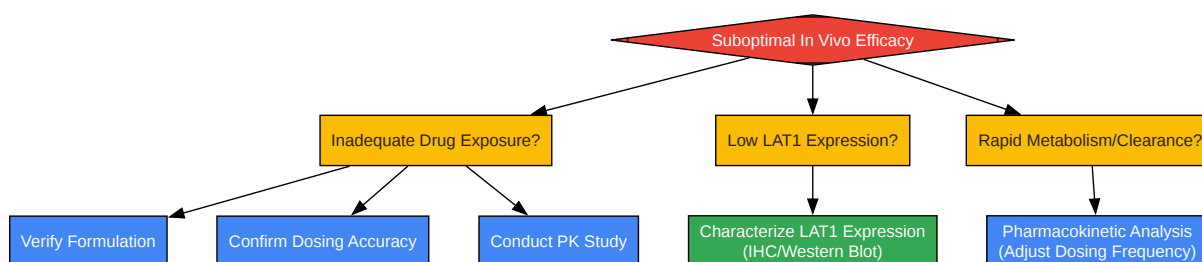 Suboptimal In Vivo Efficacy
Inadequate Drug Exposure?
Low LAT1 Expression?
Rapid Metabolism/Clearance?
Verify Formulation
Confirm Dosing Accuracy
Conduct PK Study
Characterize LAT1 Expression
(IHC/Western Blot)
Pharmacokinetic Analysis
(Adjust Dosing Frequency)